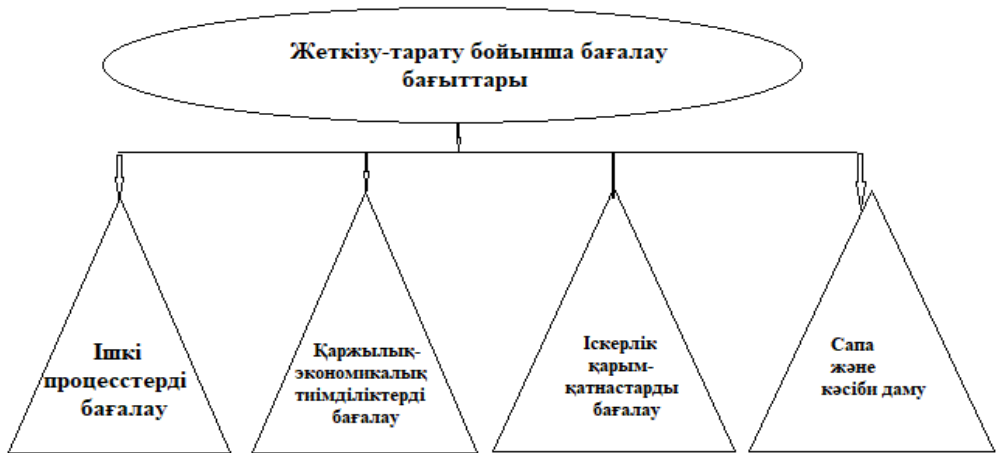 Жеткізу-тарату бойынша бағалау
бағыттары
Ішкі
процесстерді
бағалау
Қаржылық-
экономикалық
тиімділіктерді
бағалау
Іскерлік
қарым-
қатнастарды
бағалау
Сапа
және
кәсіби даму